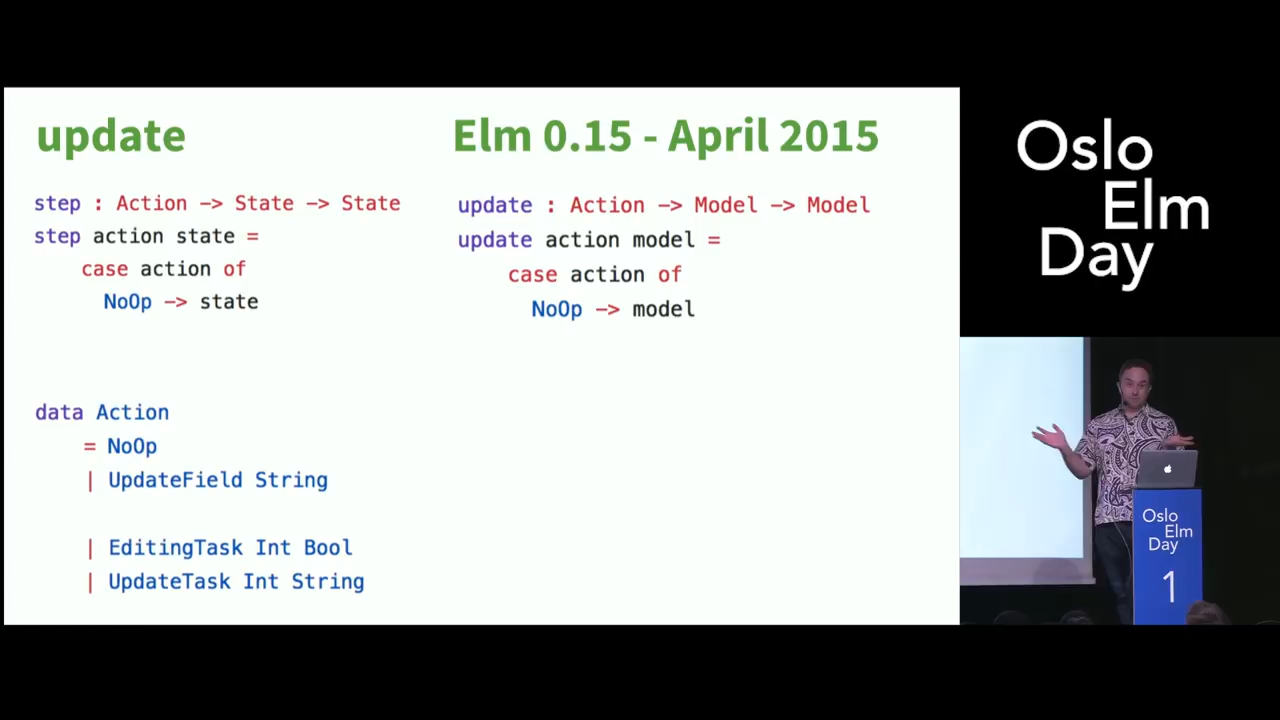 update
step : Action -> State -> State
step action state =
    case action of
      NoOp -> state
data Action
    = NoOp
    | UpdateField String
    | EditingTask Int Bool
    | UpdateTask Int String
Elm 0.15 - April 2015
update : Action -> Model -> Model
update action model =
    case action of
      NoOp -> model
Oslo
Elm
Day
Oslo
Elm
Day
1